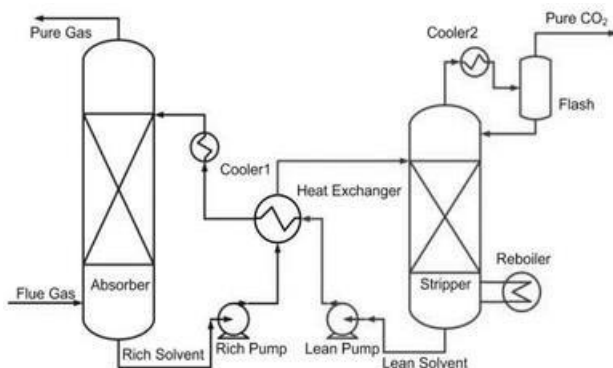 Pure Gas
Cooler2
Pure CO₂
Flash
Cooler1
Heat Exchanger
Absorber
Stripper
Reboiler
Flue Gas
Rich Solvent
Rich Pump
Lean Pump
Lean Solvent